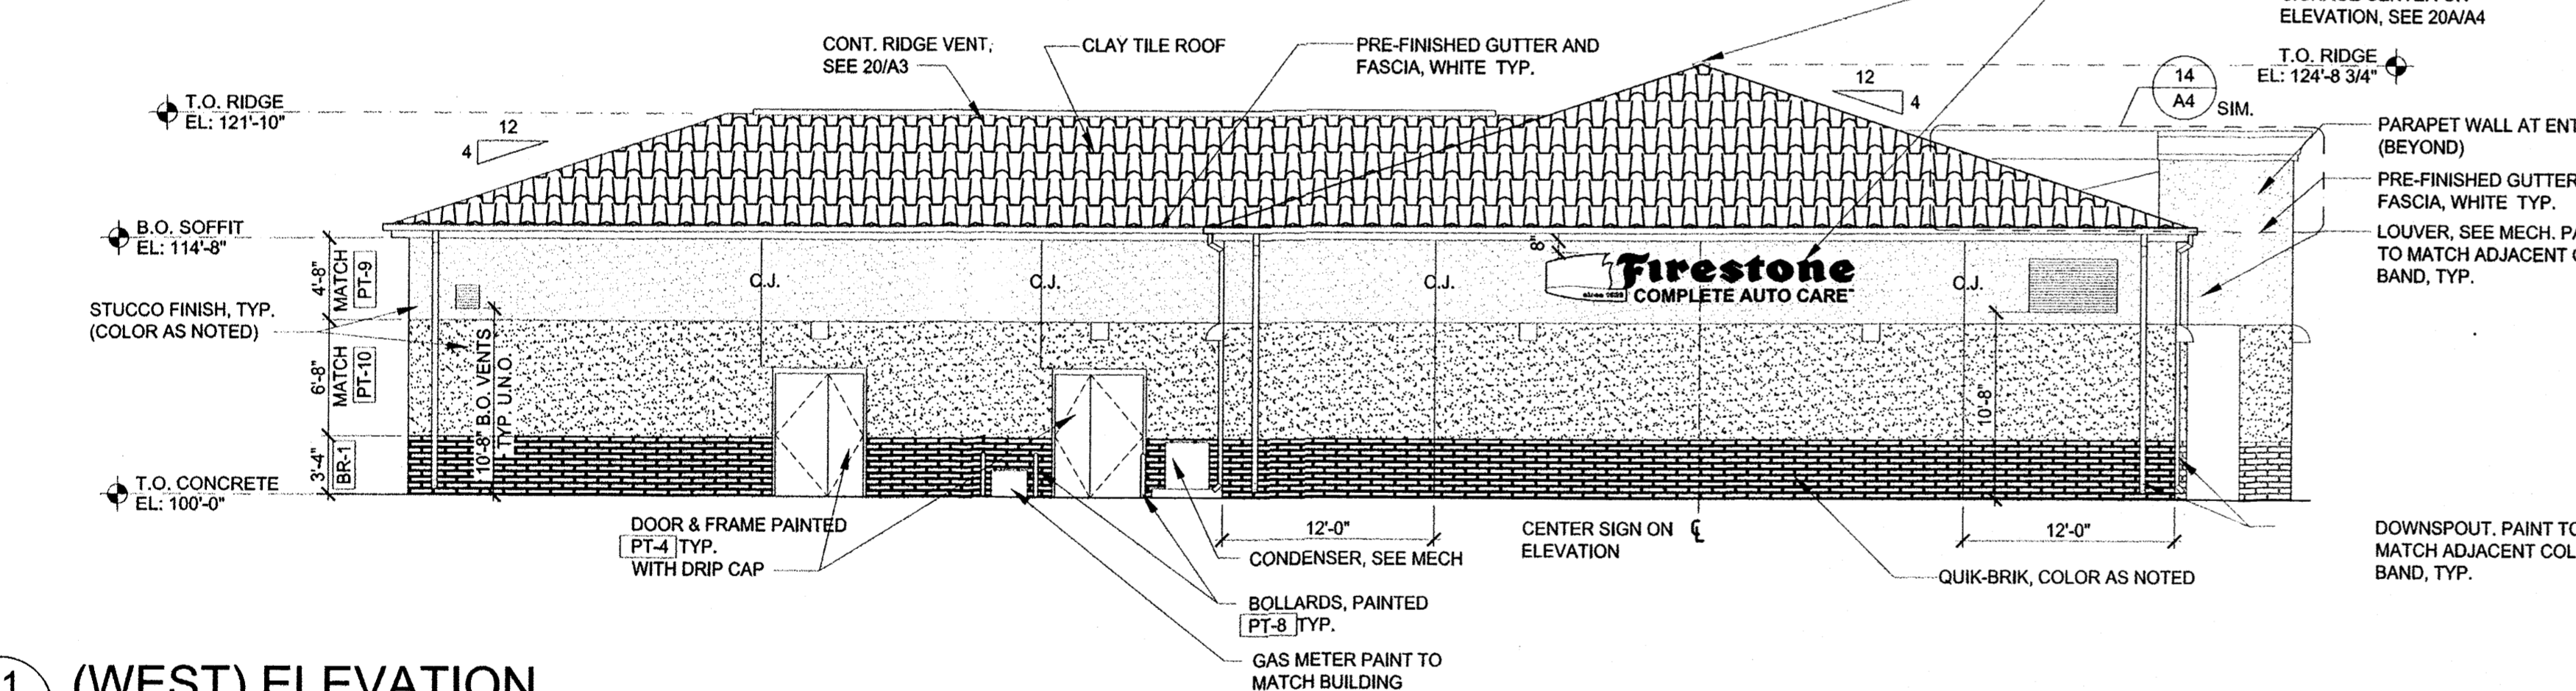 ELEVATION, SEE 20A/A4
CONT. RIDGE VENT,
SEE 20/A3
CLAY TILE ROOF
PRE-FINISHED GUTTER AND
FASCIA, WHITE TYP.
T.O. RIDGE
EL: 124'-8 3/4"
12
4
14
A4
SIM.
T.O. RIDGE
EL: 121'-10"
12
4
PARAPET WALL AT
(BEYOND)
PRE-FINISHED GUTTER
FASCIA, WHITE TYP.
B.O. SOFFIT
EL: 114'-8"
LOUVER, SEE MECH.
TO MATCH ADJACENT
BAND, TYP.
4'-8"
MATCH
PT-9
8"
Firestone
COMPLETE AUTO CARE
C.J.
C.J.
C.J.
C.J.
STUCCO FINISH, TYP.
(COLOR AS NOTED)
6'-8"
MATCH
PT-10
10'-8" B.O. VENTS
TYP. U.N.O.
10'-8"
3'-4"
BR-1
T.O. CONCRETE
EL: 100'-0"
DOOR & FRAME PAINTED
PT-4 TYP.
WITH DRIP CAP
12'-0"
CONDENSER, SEE MECH
CENTER SIGN ON
ELEVATION
12'-0"
QUIK-BRIK, COLOR AS NOTED
DOWNSPOUT. PAINT TO
MATCH ADJACENT
BAND, TYP.
BOLLARDS, PAINTED
PT-8 TYP.
GAS METER PAINT TO
MATCH BUILDING
1
(WEST) ELEVATION